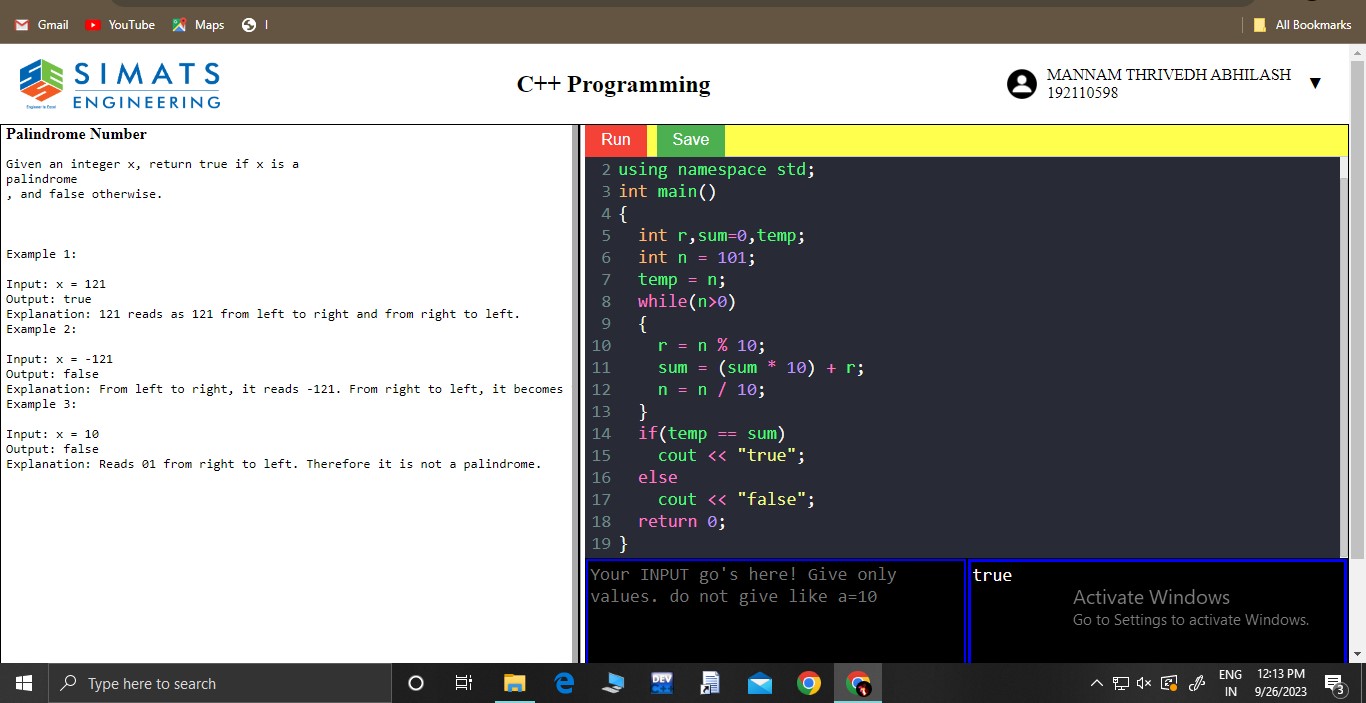 Gmail YouTube Maps I All Bookmarks
SIMATS
ENGINEERING
Engineer to Excel
C++ Programming
MANNAM THRIVEDH ABHILASH ▼
192110598
Palindrome Number
Given an integer x, return true if x is a
palindrome
, and false otherwise.
Example 1:
Input: x = 121
Output: true
Explanation: 121 reads as 121 from left to right and from right to left.
Example 2:
Input: x = -121
Output: false
Explanation: From left to right, it reads -121. From right to left, it becomes
Example 3:
Input: x = 10
Output: false
Explanation: Reads 01 from right to left. Therefore it is not a palindrome.
Run Save
2 using namespace std;
3 int main()
4 {
5 int r,sum=0,temp;
6 int n = 101;
7 temp = n;
8 while(n>0)
9 {
10 r = n % 10;
11 sum = (sum * 10) + r;
12 n = n / 10;
13 }
14 if(temp == sum)
15 cout << "true";
16 else
17 cout << "false";
18 return 0;
19 }
Your INPUT go's here! Give only
values. do not give like a=10
true
Activate Windows
Go to Settings to activate Windows.
Type here to search
DEV
ENG
IN
12:13 PM
9/26/2023
3